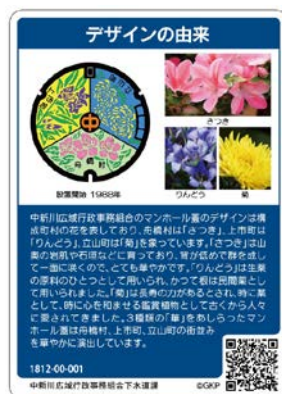 デザインの由来
上市町
立山町
中
舟橋村
さつき
設置開始 1988年
りんどう
菊
中新川広域行政事務組合のマンホール蓋のデザインは構
成町村の花を表しており、舟橋村は「さつき」、上市町は
「りんどう」、立山町は「菊」を象っています。「さつき」は山
奥の岩肌や石垣などに育っており、背が低めで群を成し
て一面に咲くので、とても華やかです。「りんどう」は生薬
の原料のひとつとして用いられ、かつて根は民間薬とし
て用いられました。「菊」は長寿の力があるとされ、時に薬
として、時に心を和ませる鑑賞植物として古くから人々
に愛されてきました。3種類の「華」をあしらったマン
ホール蓋は舟橋村、上市町、立山町の街並み
を華やかに演出しています。
1812-00-001
中新川広域行政事務組合下水道課
©GKP